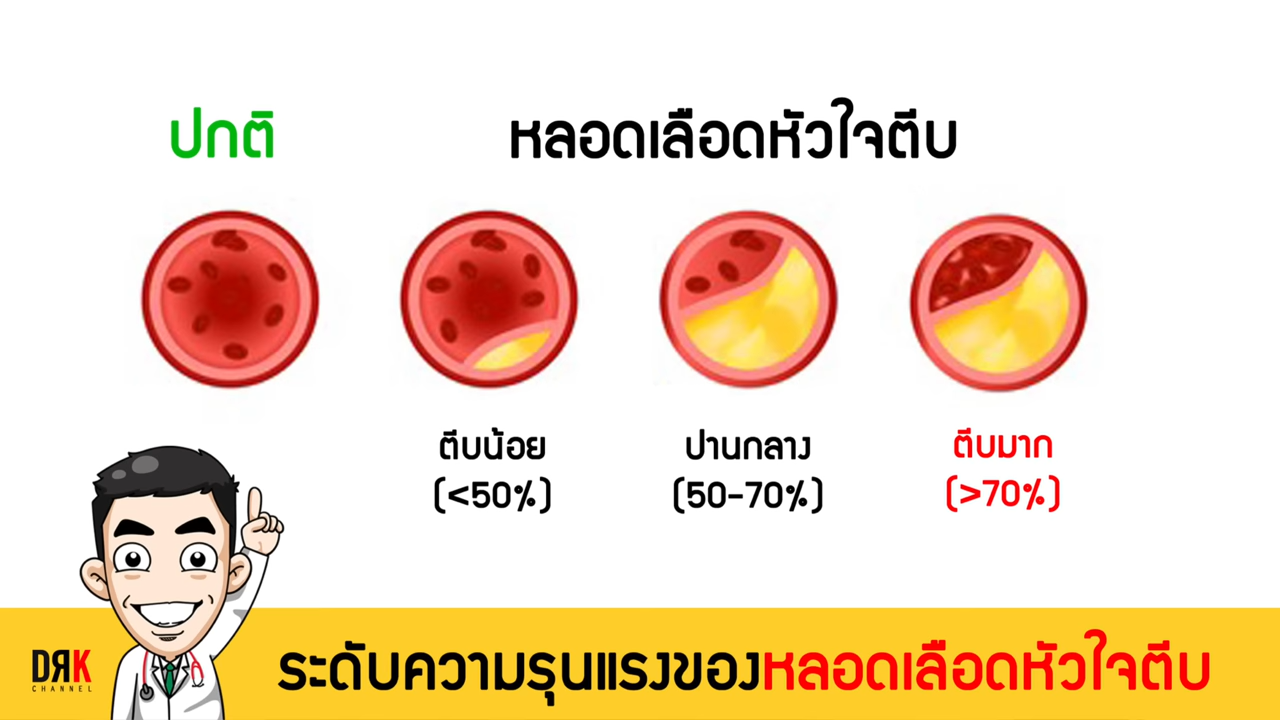 ปกติ
หลอดเลือดหัวใจตีบ
ตีบน้อย
(<50%)
ปานกลาง
(50-70%)
ตีบมาก
(>70%)
DRK
CHANNEL
ระดับความรุนแรงของหลอดเลือดหัวใจตีบ